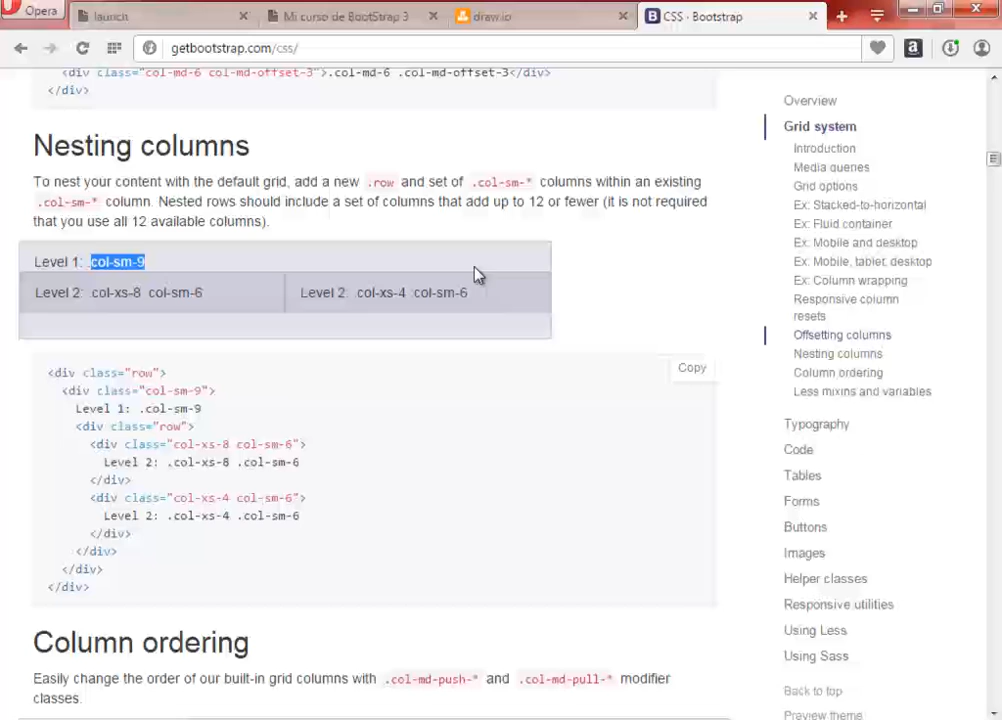 Opera
launch
Mi curso de BootStrap 3
draw.io
CSS · Bootstrap
getbootstrap.com/css/
<div class="col-md-6 col-md-offset-3">.col-md-6 .col-md-offset-3</div>
</div>
Nesting columns
To nest your content with the default grid, add a new .row and set of .col-sm-* columns within an existing
.col-sm-* column. Nested rows should include a set of columns that add up to 12 or fewer (it is not required
that you use all 12 available columns).
Level 1: .col-sm-9
Level 2: .col-xs-8 .col-sm-6
Level 2: .col-xs-4 .col-sm-6
Copy
<div class="row">
<div class="col-sm-9">
Level 1: .col-sm-9
<div class="row">
<div class="col-xs-8 col-sm-6">
Level 2: .col-xs-8 .col-sm-6
</div>
<div class="col-xs-4 col-sm-6">
Level 2: .col-xs-4 .col-sm-6
</div>
</div>
</div>
</div>
Column ordering
Easily change the order of our built-in grid columns with .col-md-push-* and .col-md-pull-* modifier
classes.
Overview
Grid system
Introduction
Media queries
Grid options
Ex: Stacked-to-horizontal
Ex: Fluid container
Ex: Mobile and desktop
Ex: Mobile, tablet, desktop
Ex: Column wrapping
Responsive column
resets
Offsetting columns
Nesting columns
Column ordering
Less mixins and variables
Typography
Code
Tables
Forms
Buttons
Images
Helper classes
Responsive utilities
Using Less
Using Sass
Back to top
Preview theme